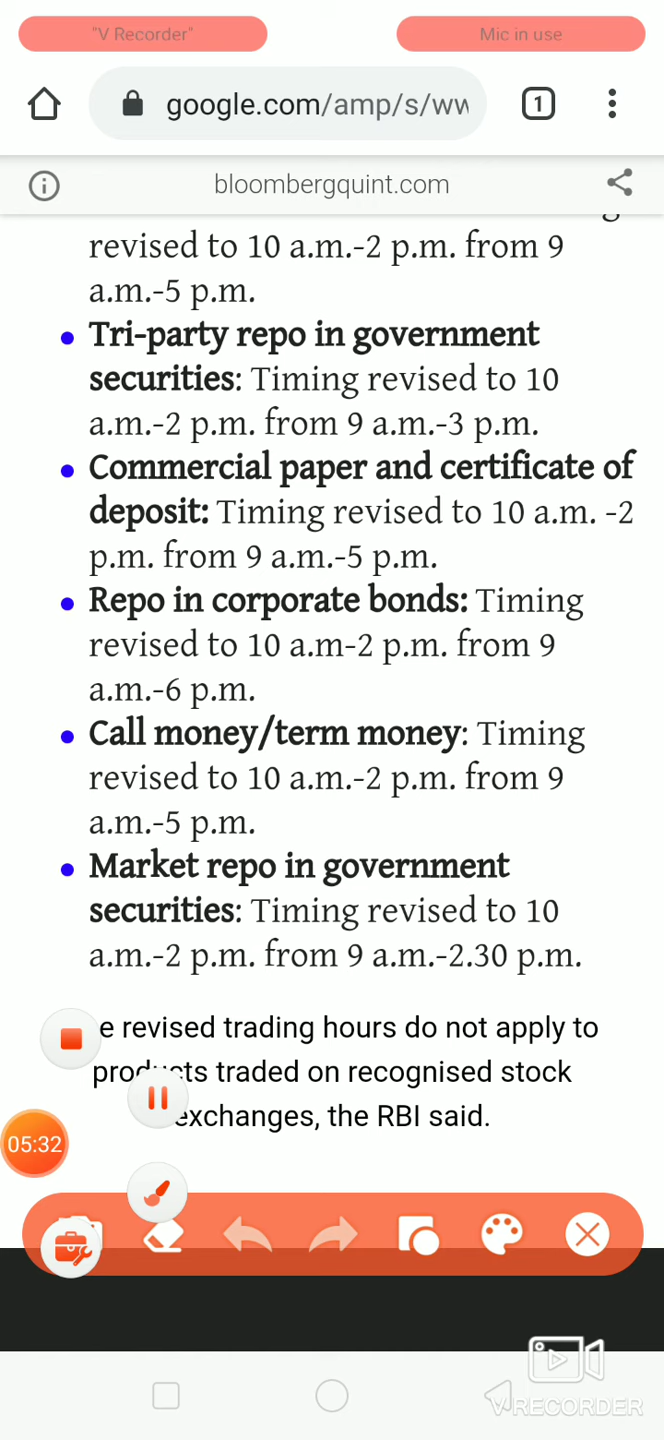 "V Recorder"
Mic in use
google.com/amp/s/ww
1
bloombergquint.com
revised to 10 a.m.-2 p.m. from 9
a.m.-5 p.m.
Tri-party repo in government
securities: Timing revised to 10
a.m.-2 p.m. from 9 a.m.-3 p.m.
Commercial paper and certificate of
deposit: Timing revised to 10 a.m. -2
p.m. from 9 a.m.-5 p.m.
Repo in corporate bonds: Timing
revised to 10 a.m-2 p.m. from 9
a.m.-6 p.m.
Call money/term money: Timing
revised to 10 a.m.-2 p.m. from 9
a.m.-5 p.m.
Market repo in government
securities: Timing revised to 10
a.m.-2 p.m. from 9 a.m.-2.30 p.m.
e revised trading hours do not apply to
products traded on recognised stock
exchanges, the RBI said.
05:32
VRECORDER